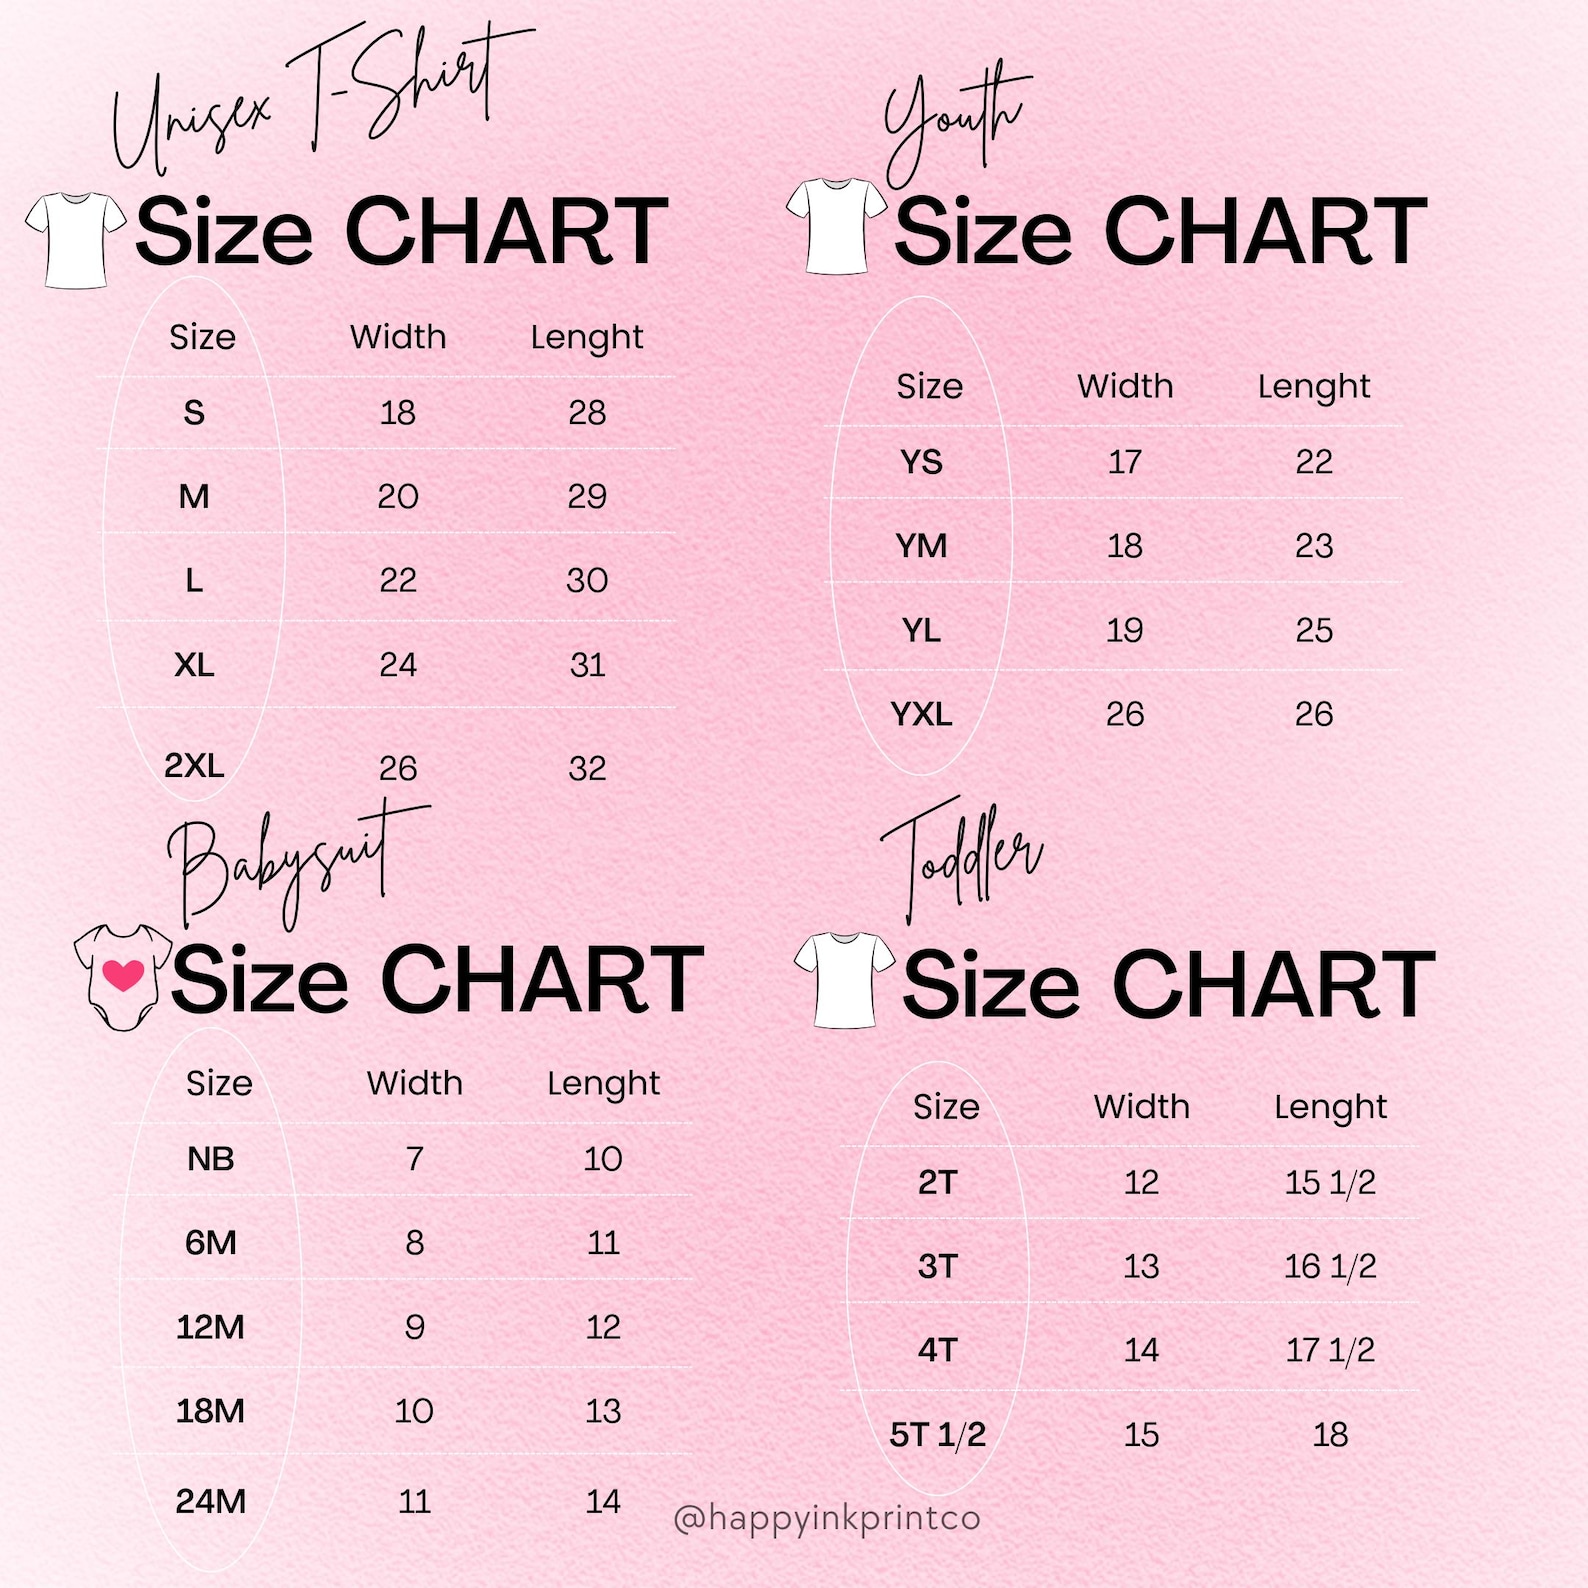 Unisex T-Shirt
Size CHART
Size Width Lenght
S 18 28
M 20 29
L 22 30
XL 24 31
2XL 26 32
Youth
Size CHART
Size Width Lenght
YS 17 22
YM 18 23
YL 19 25
YXL 26 26
Babysuit
Size CHART
Size Width Lenght
NB 7 10
6M 8 11
12M 9 12
18M 10 13
24M 11 14
Toddler
Size CHART
Size Width Lenght
2T 12 15 1/2
3T 13 16 1/2
4T 14 17 1/2
5T 1/2 15 18
@happyinkprintco